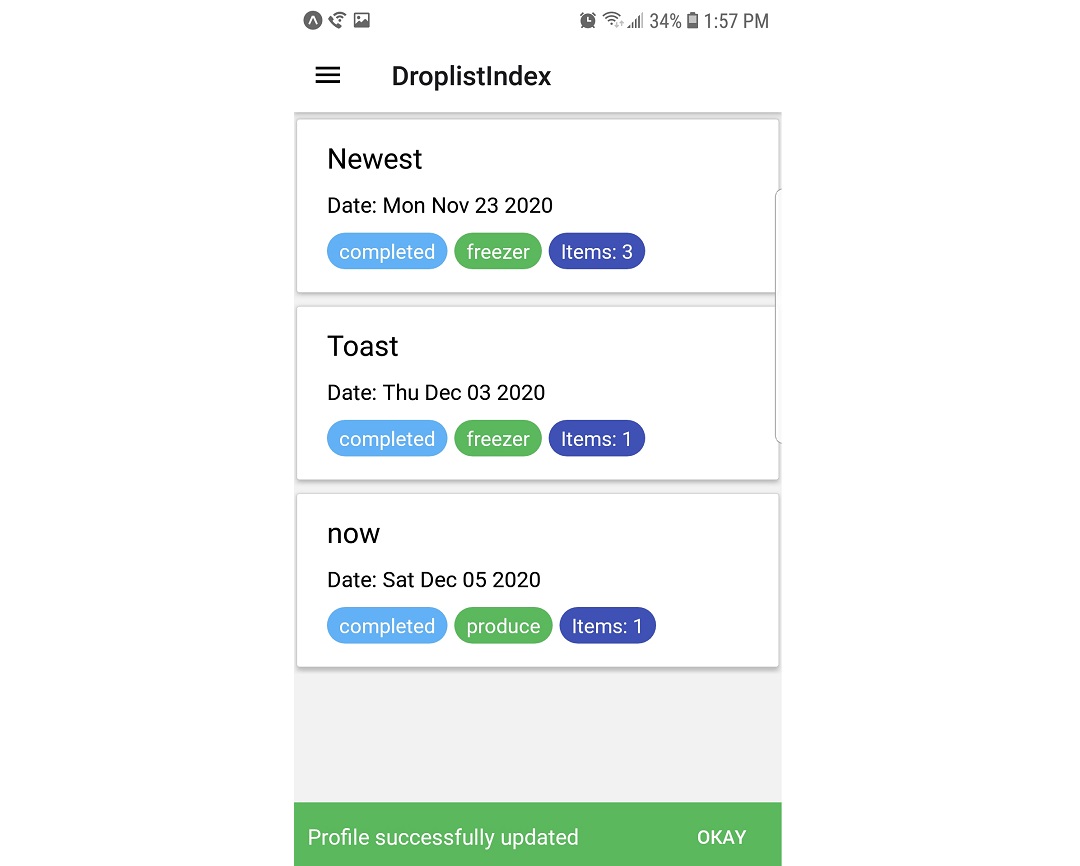 34% 1:57 PM
DroplistIndex
Newest
Date: Mon Nov 23 2020
completed freezer Items: 3
Toast
Date: Thu Dec 03 2020
completed freezer Items: 1
now
Date: Sat Dec 05 2020
completed produce Items: 1
Profile successfully updated OKAY